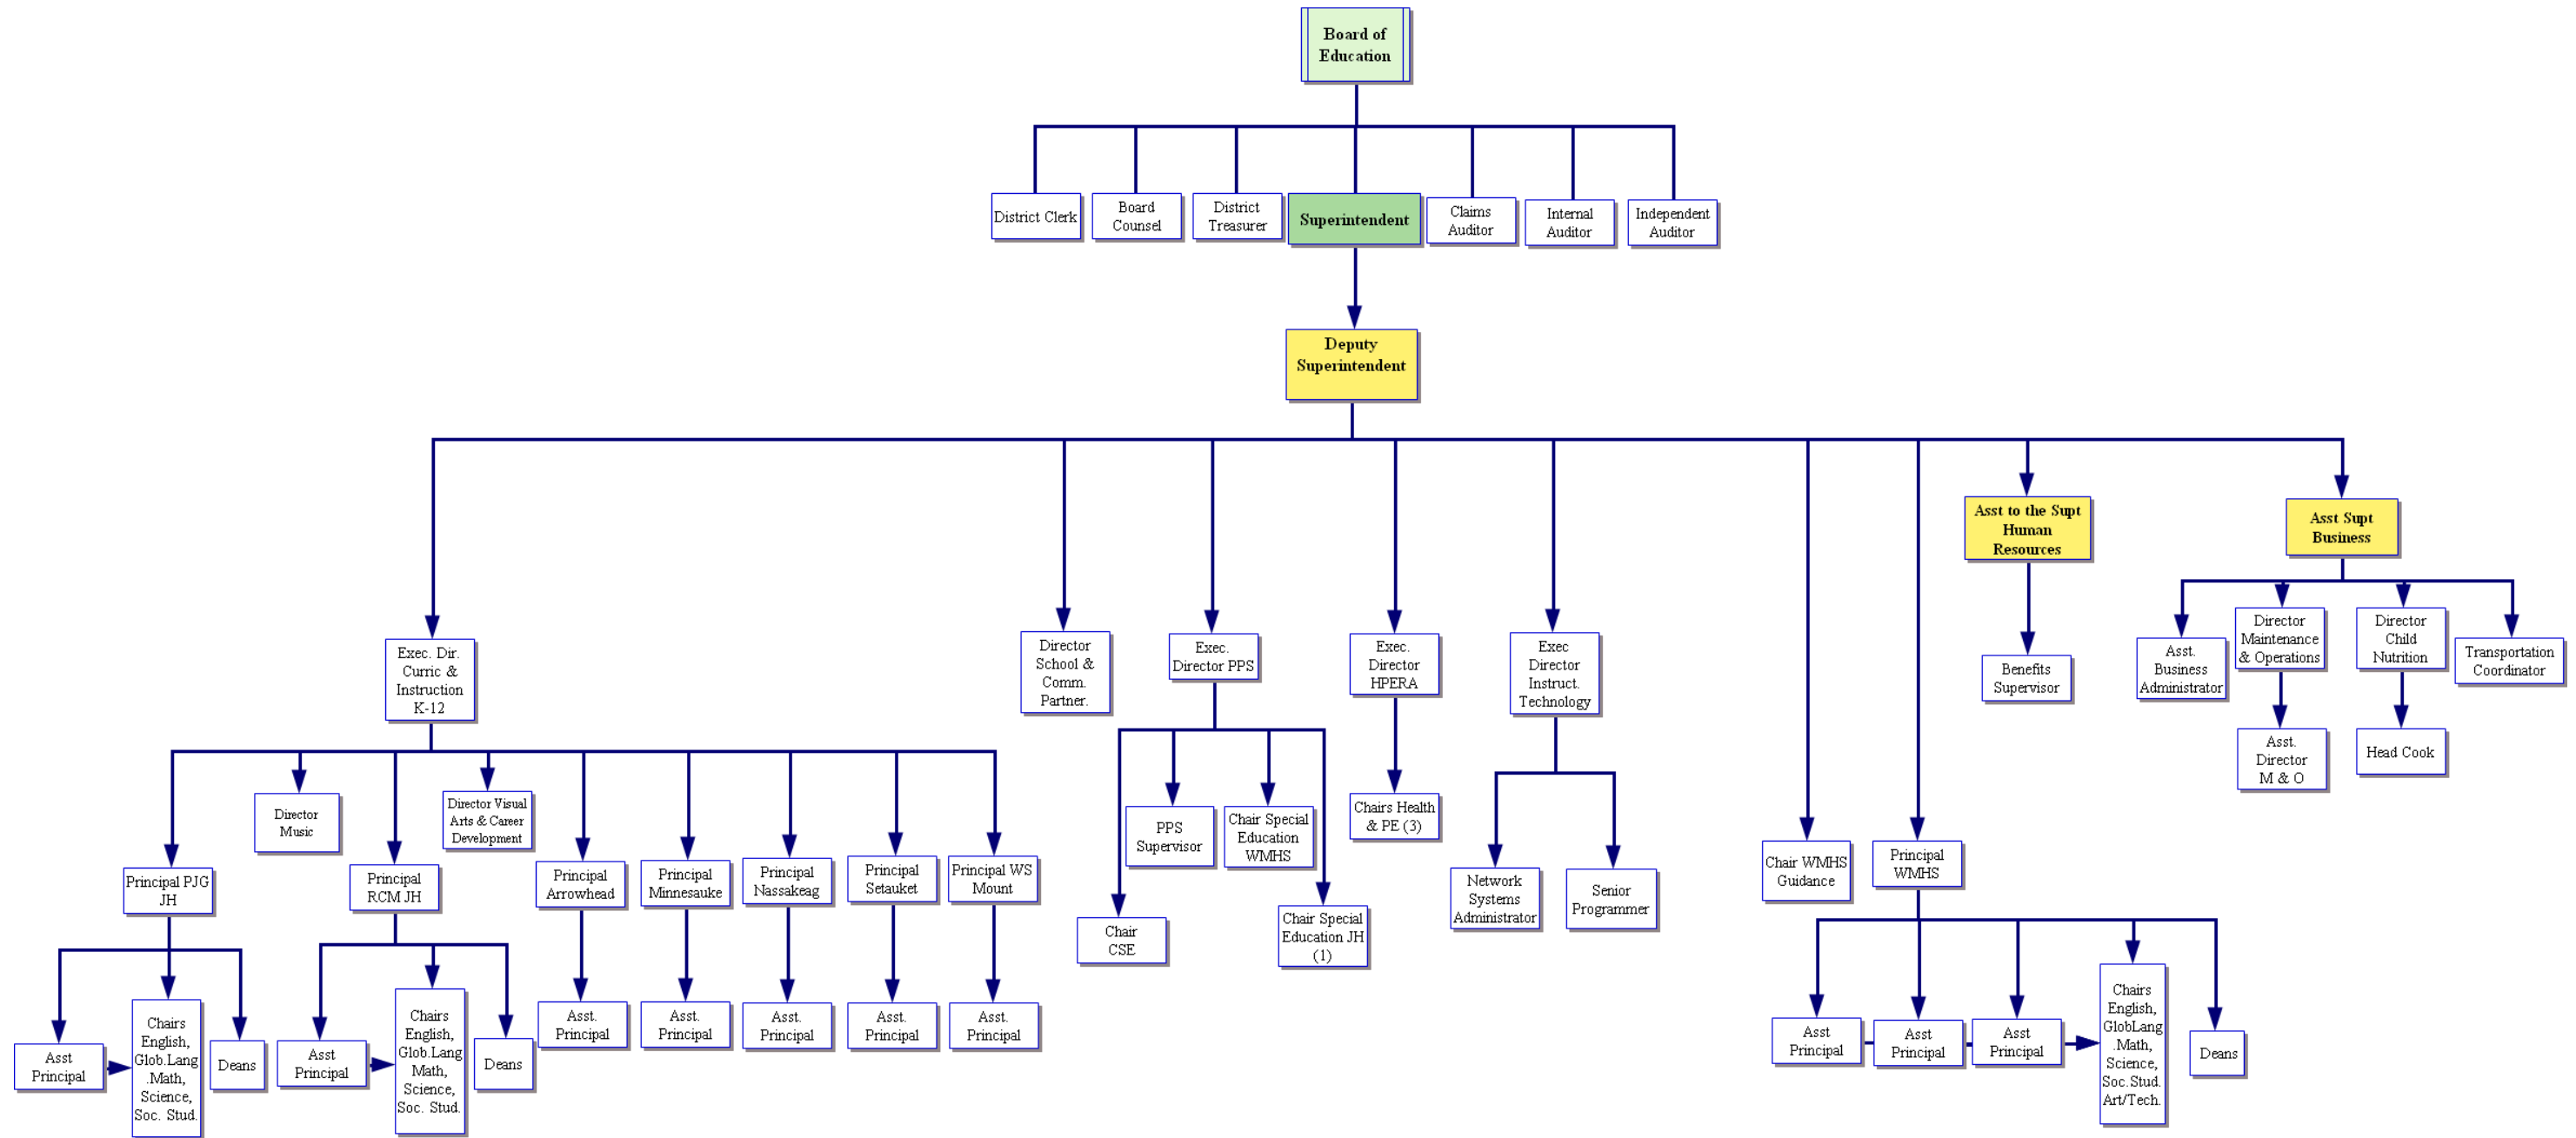 Board of
Education
District Clerk
Board
Counsel
District
Treasurer
Superintendent
Claims
Auditor
Internal
Auditor
Independent
Auditor
Deputy
Superintendent
Asst to the Supt
Human
Resources
Asst Supt
Business
Exec. Dir.
Curric &
Instruction
K-12
Director
School &
Comm.
Partner.
Exec.
Director PPS
Exec.
Director
HPERA
Exec
Director
Instruct.
Technology
Benefits
Supervisor
Asst.
Business
Administrator
Director
Maintenance
& Operations
Director
Child
Nutrition
Transportation
Coordinator
Asst.
Director
M & O
Head Cook
Director
Music
Director Visual
Arts & Career
Development
PPS
Supervisor
Chair Special
Education
WMHS
Chairs Health
& PE (3)
Principal PJG
JH
Principal
RCM JH
Principal
Arrowhead
Principal
Minnesauke
Principal
Nassakeag
Principal
Setauket
Principal WS
Mount
Chair
CSE
Chair Special
Education JH
(1)
Network
Systems
Administrator
Senior
Programmer
Chair WMHS
Guidance
Principal
WMHS
Asst
Principal
Chairs
English,
Glob.Lang
.Math,
Science,
Soc. Stud.
Deans
Asst
Principal
Chairs
English,
Glob.Lang
Math,
Science,
Soc. Stud.
Deans
Asst.
Principal
Asst.
Principal
Asst.
Principal
Asst.
Principal
Asst.
Principal
Asst
Principal
Asst
Principal
Asst
Principal
Chairs
English,
GlobLang
.Math,
Science,
Soc.Stud.
Art/Tech.
Deans